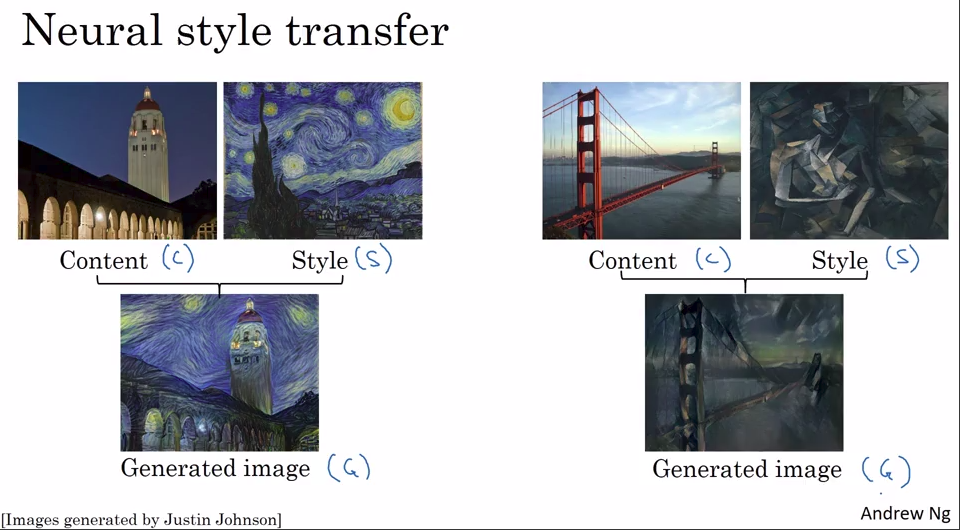 Neural style transfer
Content (C)
Style (S)
Generated image (G)
Content (C)
Style (S)
Generated image (G)
[Images generated by Justin Johnson]
Andrew Ng